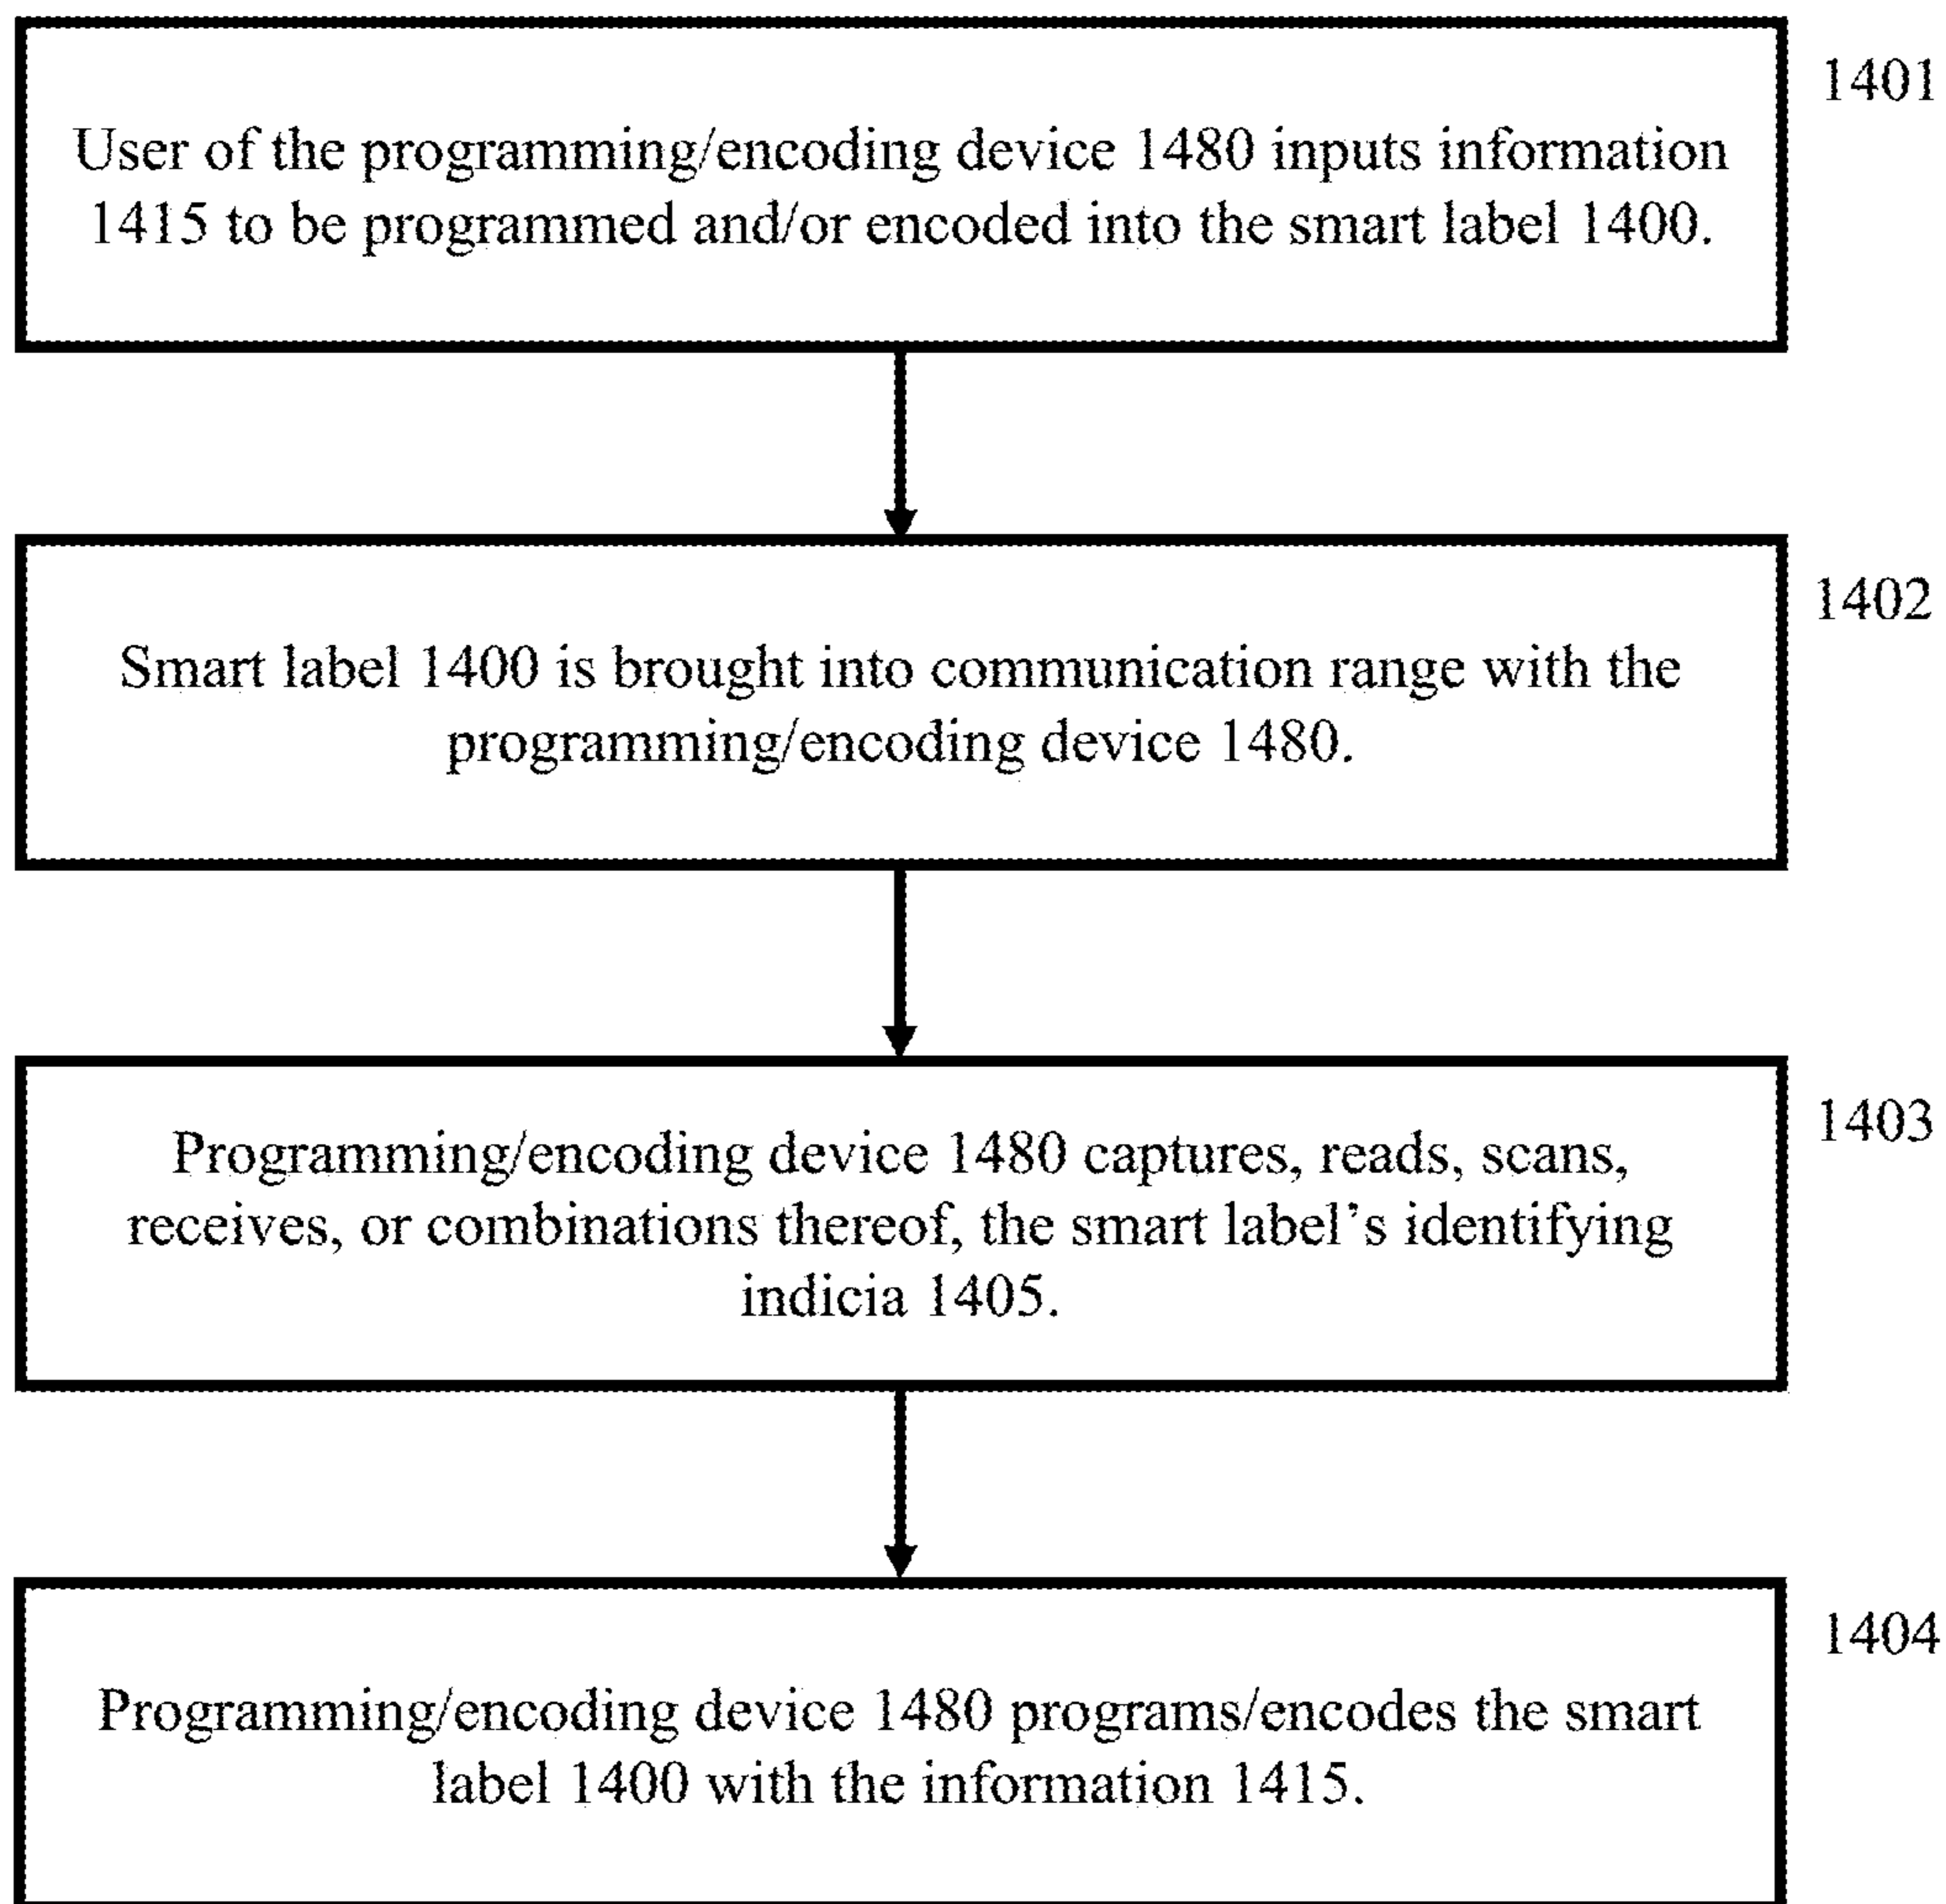 1401
User of the programming/encoding device 1480 inputs information
1415 to be programmed and/or encoded into the smart label 1400.
1402
Smart label 1400 is brought into communication range with the
programming/encoding device 1480.
1403
Programming/encoding device 1480 captures, reads, scans,
receives, or combinations thereof, the smart label’s identifying
indicia 1405.
1404
Programming/encoding device 1480 programs/encodes the smart
label 1400 with the information 1415.